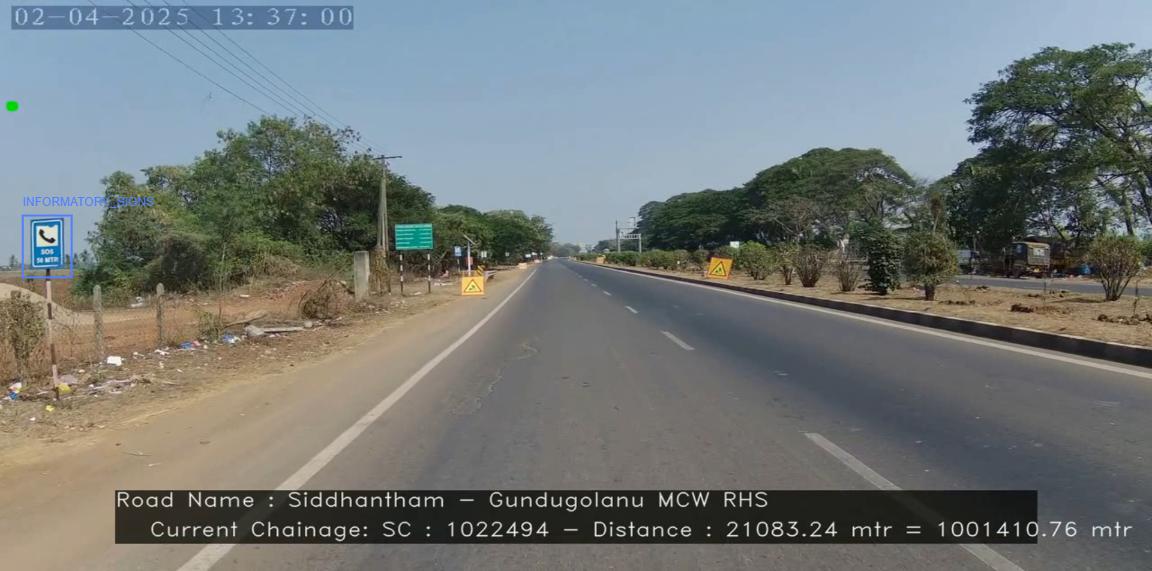 02-04-2025 13:37:00
INFORMATORY_SIGNS
SOS
50 MTR
Road Name : Siddhantham - Gundugolanu MCW RHS
Current Chainage: SC : 1022494 - Distance : 21083.24 mtr = 1001410.76 mtr